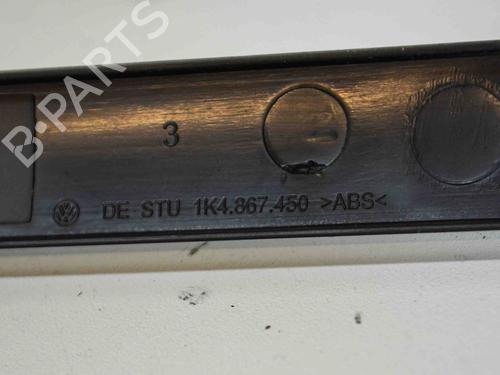 B-PARTS
3
DE STU 1K4.867.450 >ABS<